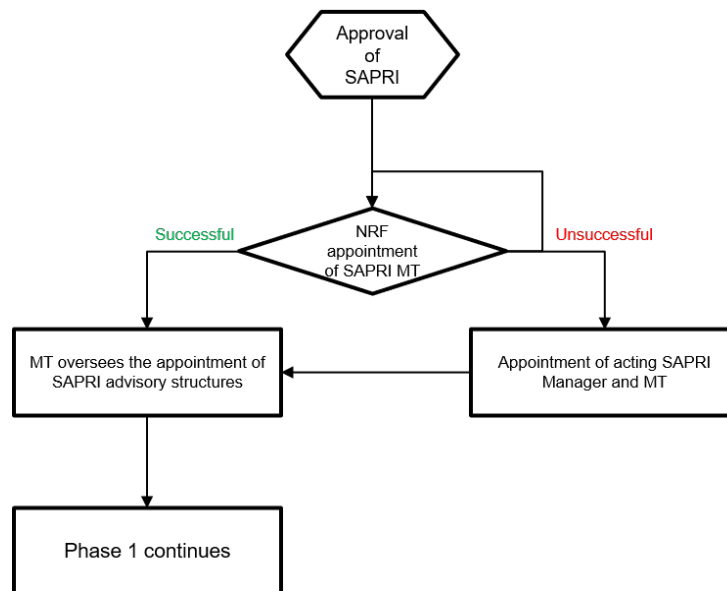 Approval
of
SAPRI
Successful
NRF
appointment
of SAPRI MT
Unsuccessful
MT oversees the appointment of
SAPRI advisory structures
Appointment of acting SAPRI
Manager and MT
Phase 1 continues